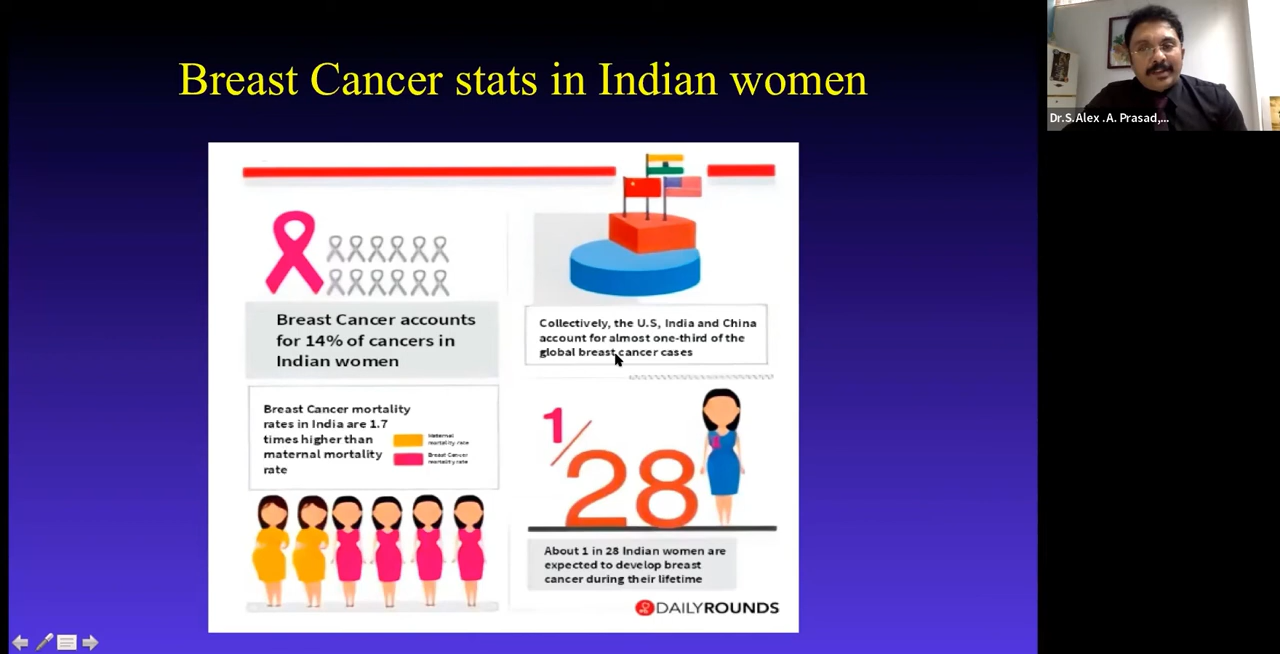 Breast Cancer stats in Indian women
Dr.S.Alex .A. Prasad,...
Breast Cancer accounts
for 14% of cancers in
Indian women
Collectively, the U.S, India and China
account for almost one-third of the
global breast cancer cases
Breast Cancer mortality
rates in India are 1.7
times higher than
maternal mortality
rate
Maternal
mortality rate
Breast Cancer
mortality rate
1/28
About 1 in 28 Indian women are
expected to develop breast
cancer during their lifetime
DAILYROUNDS